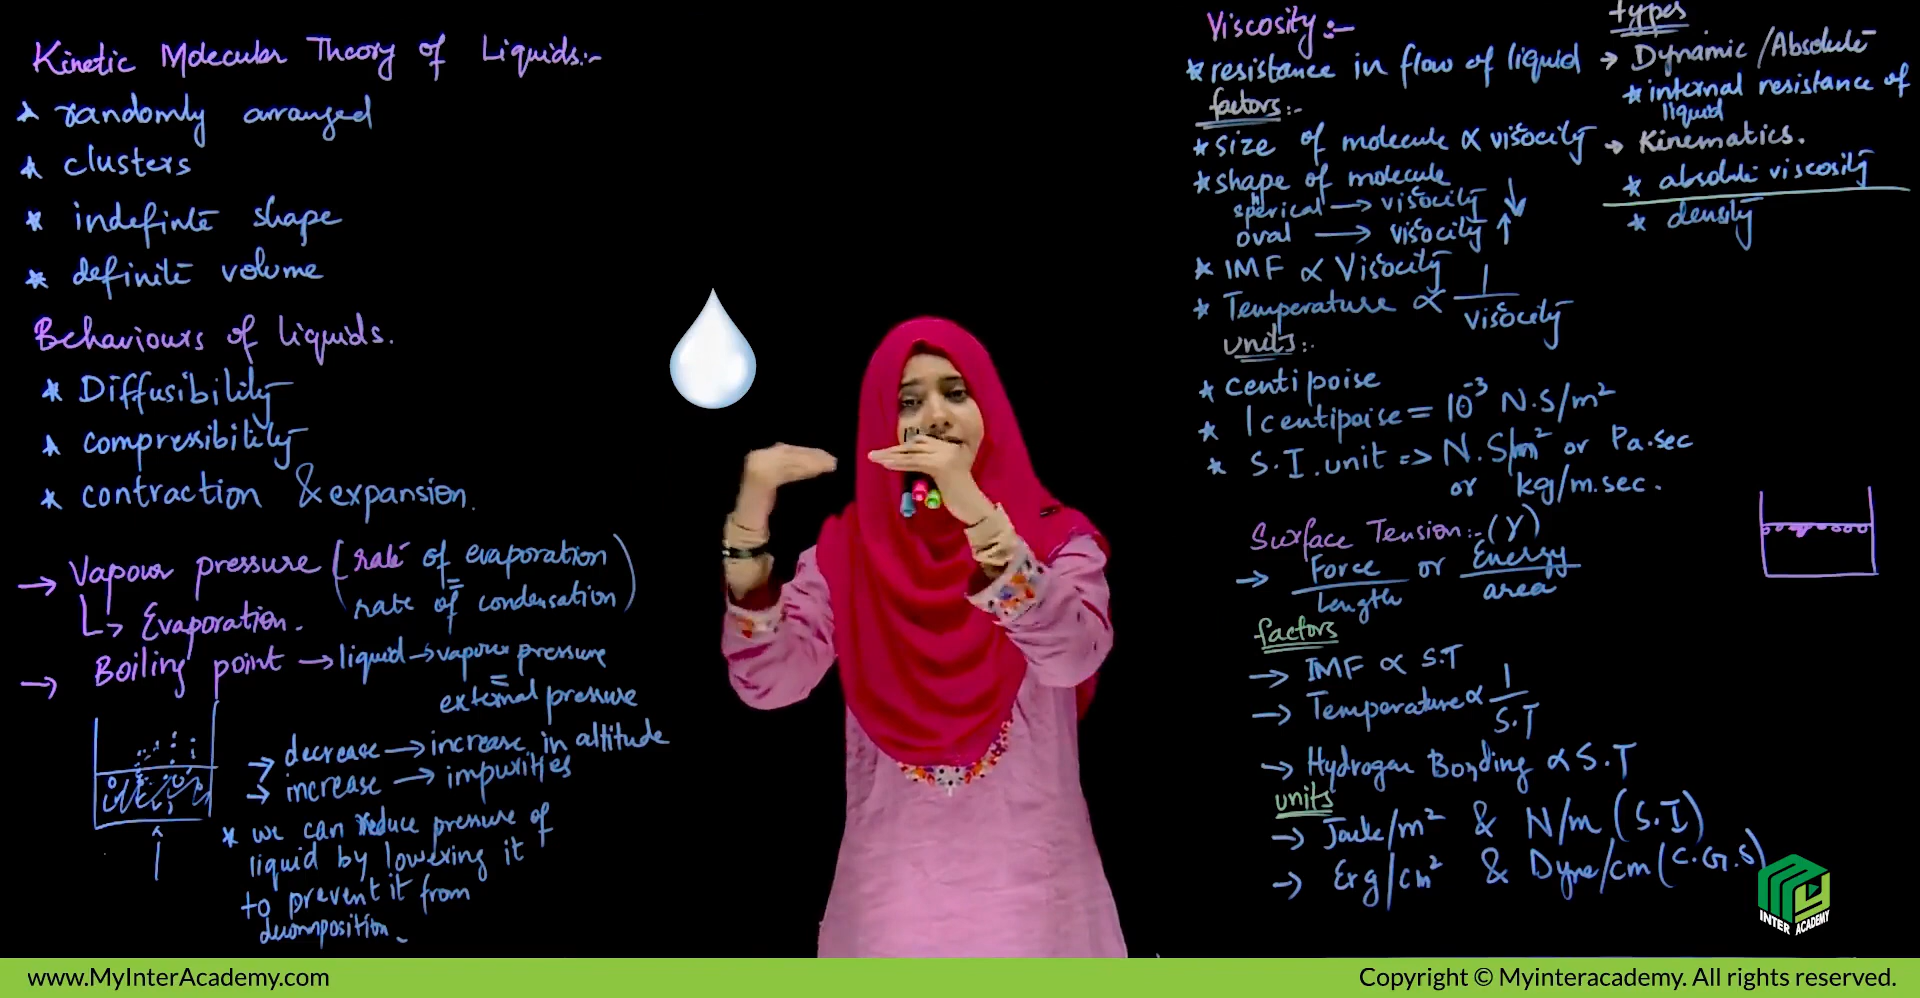 Kinetic Molecular Theory of Liquids:-
* randomly arranged
* clusters
* indefinite shape
* definite volume
Behaviours of liquids.
* Diffusibility
* compressibility
* contraction & expansion.
→ Vapour pressure (rate of evaporation
=
rate of condensation)
↳ Evaporation.
→ Boiling point → liquid → vapour pressure
=
external pressure
→ decrease → increase in altitude
→ increase → impurities
* we can reduce pressure of
liquid by lowering it
to prevent it from
decomposition.
Viscosity:-
* resistance in flow of liquid
factors:-
* size of molecule ∝ viscocity
* shape of molecule
sperical → viscocity ↓
oval → viscocity ↑
* IMF ∝ Viscocity
* Temperature ∝ 1/viscocity
units:-
* centipoise
* 1 centipoise = 10⁻³ N.S/m²
* S.I. unit => N.S/m² or Pa.sec
or kg/m.sec.
types
→ Dynamic /Absolute
* internal resistance of
liquid
→ Kinematics.
* absolute viscosity
* density
Surface Tension:- (γ)
→ Force/Length or Energy/area
factors
→ IMF ∝ S.T
→ Temperature ∝ 1/S.T
→ Hydrogen Bonding ∝ S.T
units
→ Joule/m² & N/m (S.I)
→ Erg/cm² & Dyne/cm (C.G.S)
INTER ACADEMY
www.MyInterAcademy.com
Copyright © Myinteracademy. All rights reserved.